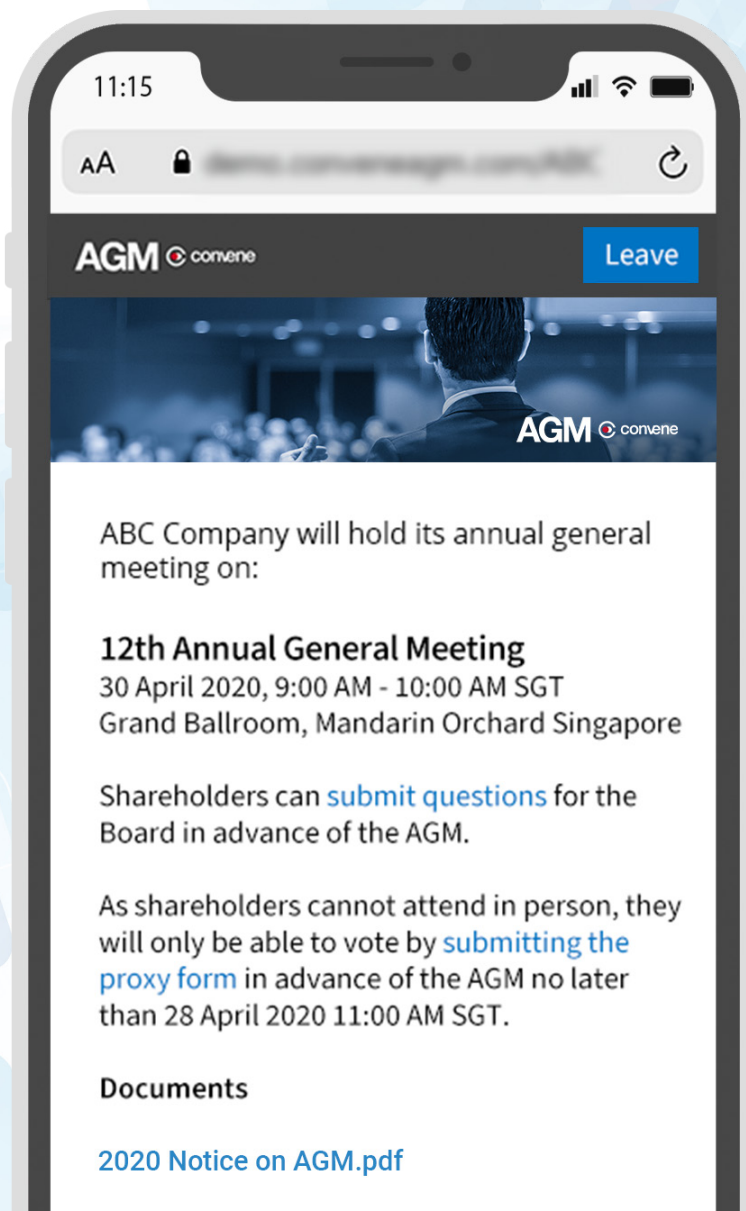 11:15
AA
AGM convene
Leave
AGM convene
ABC Company will hold its annual general
meeting on:
12th Annual General Meeting
30 April 2020, 9:00 AM - 10:00 AM SGT
Grand Ballroom, Mandarin Orchard Singapore
Shareholders can submit questions for the
Board in advance of the AGM.
As shareholders cannot attend in person, they
will only be able to vote by submitting the
proxy form in advance of the AGM no later
than 28 April 2020 11:00 AM SGT.
Documents
2020 Notice on AGM.pdf